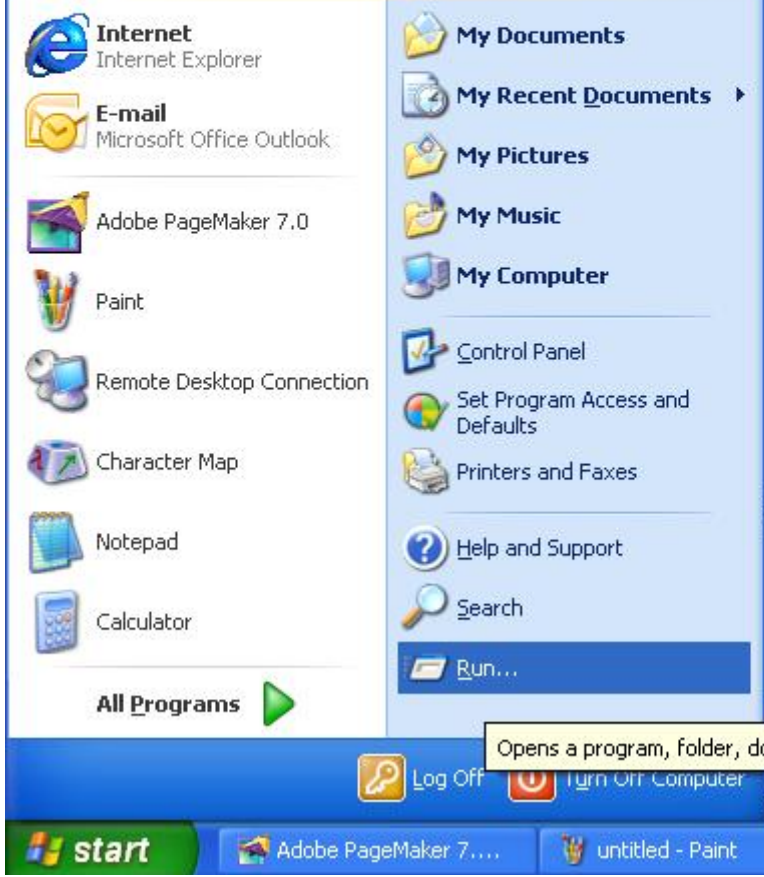 Internet
Internet Explorer
E-mail
Microsoft Office Outlook
Adobe PageMaker 7.0
Paint
Remote Desktop Connection
Character Map
Notepad
Calculator
All Programs
My Documents
My Recent Documents
My Pictures
My Music
My Computer
Control Panel
Set Program Access and
Defaults
Printers and Faxes
Help and Support
Search
Run...
Opens a program, folder, d
Log Off
Turn Off Computer
start
Adobe PageMaker 7....
untitled - Paint